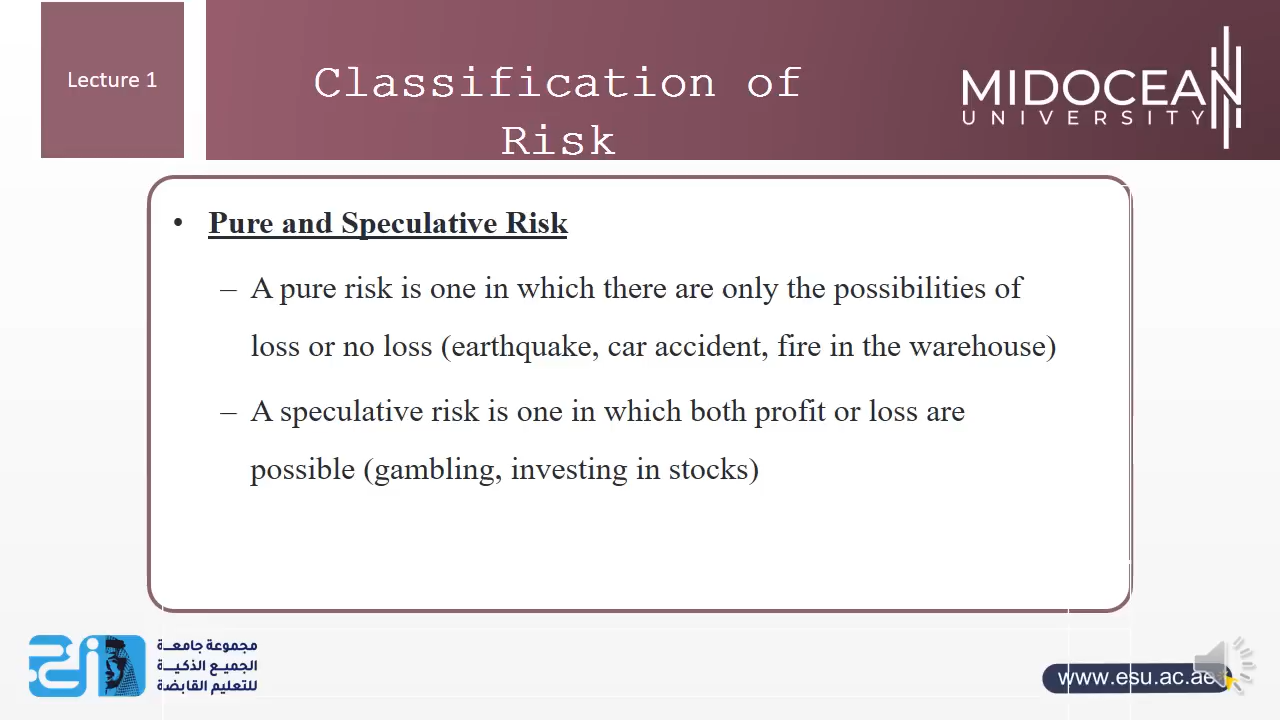 Lecture 1
Classification of
Risk
MIDOCEAN
UNIVERSITY
• Pure and Speculative Risk
– A pure risk is one in which there are only the possibilities of
loss or no loss (earthquake, car accident, fire in the warehouse)
– A speculative risk is one in which both profit or loss are
possible (gambling, investing in stocks)
مجموعة جامعة
الجميع الذكية
للتعليم القابضة
www.esu.ac.ae